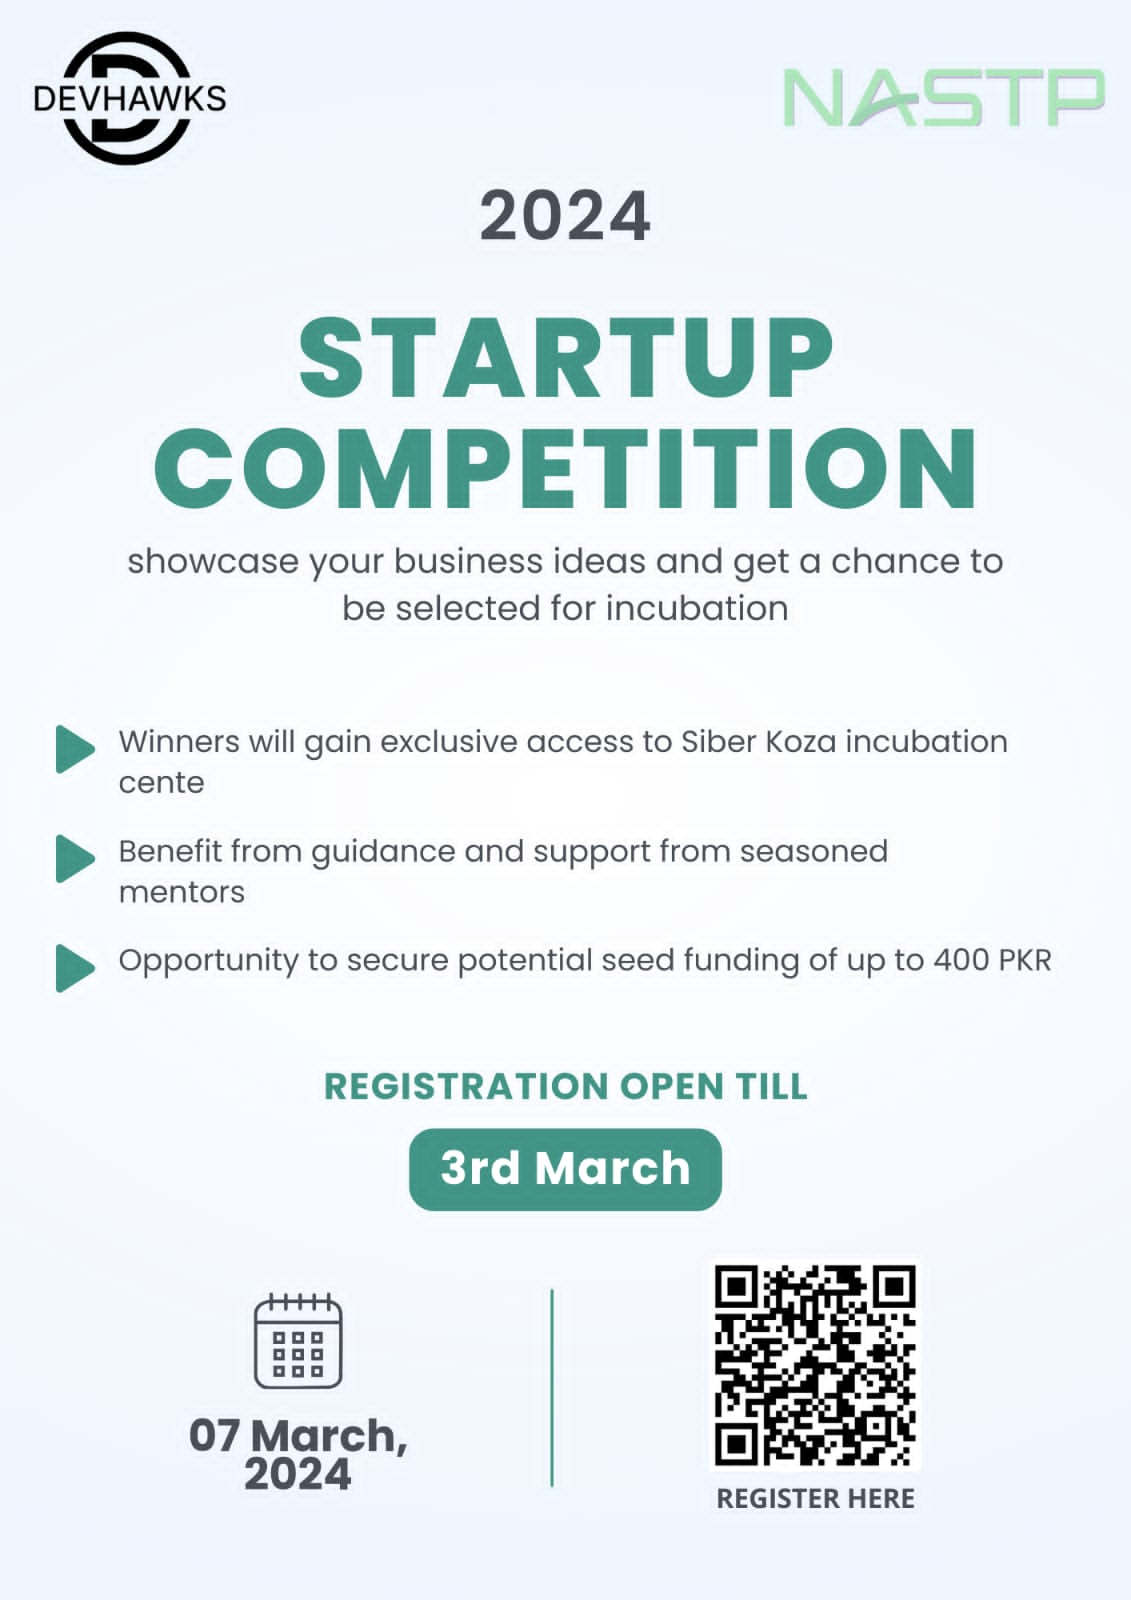 DEVHAWKS
NASTP
2024
STARTUP
COMPETITION
showcase your business ideas and get a chance to
be selected for incubation
Winners will gain exclusive access to Siber Koza incubation
cente
Benefit from guidance and support from seasoned
mentors
Opportunity to secure potential seed funding of up to 400 PKR
REGISTRATION OPEN TILL
3rd March
07 March,
2024
REGISTER HERE